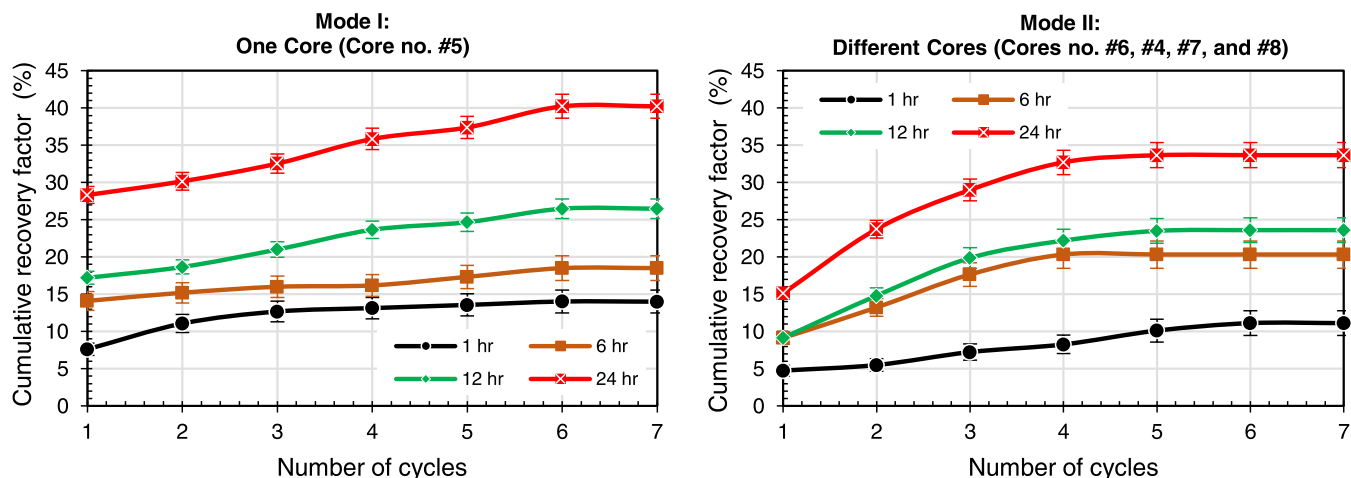 Mode I:
One Core (Core no. #5)
Cumulative recovery factor (%)
45
40
35
30
25
20
15
10
5
0
1 hr
6 hr
12 hr
24 hr
1 2 3 4 5 6 7
Number of cycles
Mode II:
Different Cores (Cores no. #6, #4, #7, and #8)
Cumulative recovery factor (%)
45
40
35
30
25
20
15
10
5
0
1 hr
6 hr
12 hr
24 hr
1 2 3 4 5 6 7
Number of cycles